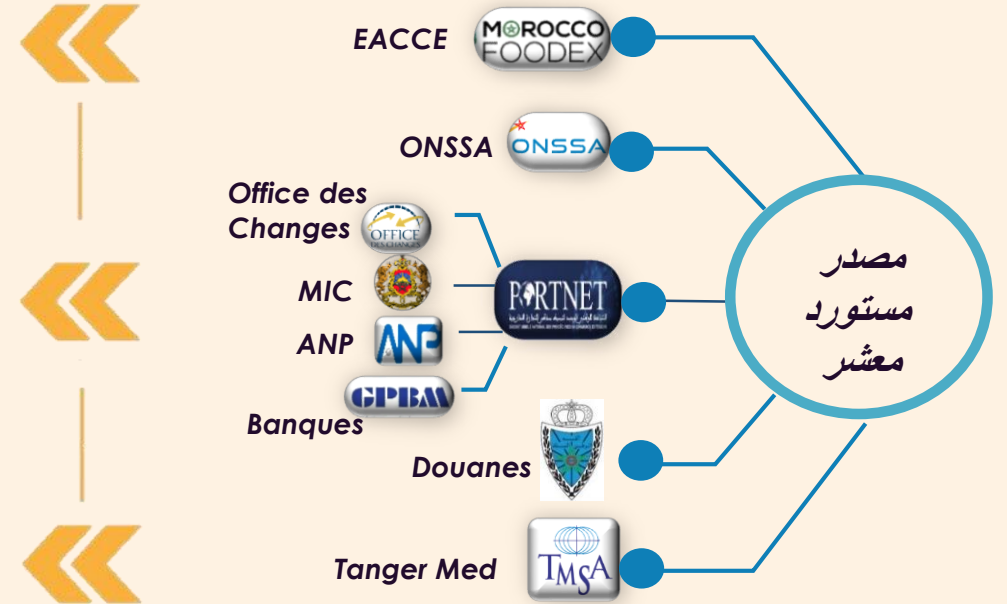 EACCE
MOROCCO
FOODEX
ONSSA
ONSSA
Office des
Changes
OFFICE
DES CHANGES
MIC
PORTNET
ANP
ANP
GPBM
Banques
مصدر
مستورد
معشر
Douanes
Tanger Med
TMSA